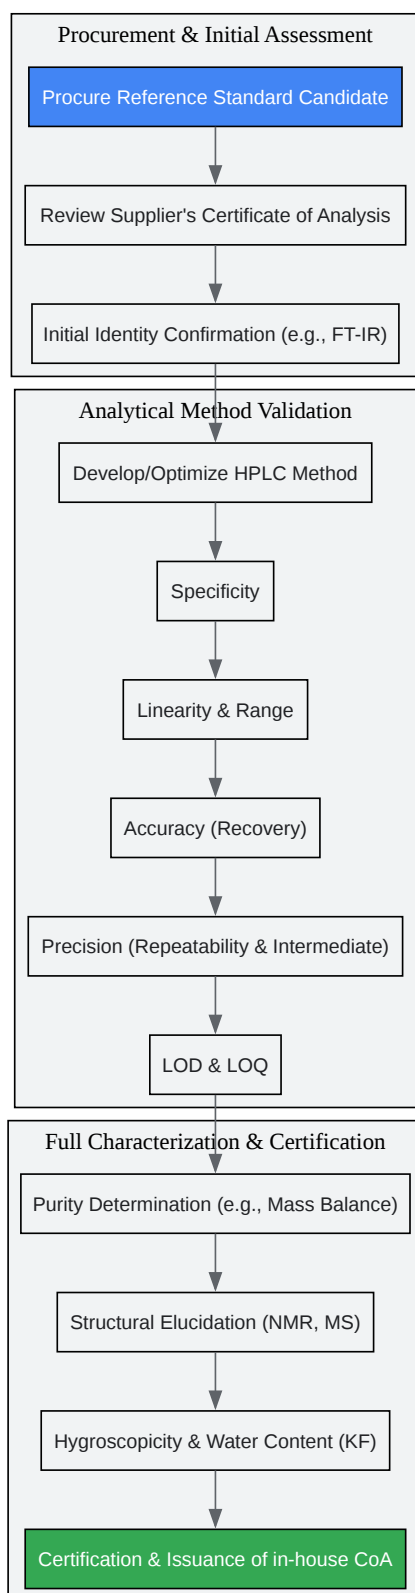 Procurement & Initial Assessment
Procure Reference Standard Candidate
Review Supplier's Certificate of Analysis
Initial Identity Confirmation (e.g., FT-IR)
Analytical Method Validation
Develop/Optimize HPLC Method
Specificity
Linearity & Range
Accuracy (Recovery)
Precision (Repeatability & Intermediate)
LOD & LOQ
Full Characterization & Certification
Purity Determination (e.g., Mass Balance)
Structural Elucidation (NMR, MS)
Hygroscopicity & Water Content (KF)
Certification & Issuance of in-house CoA